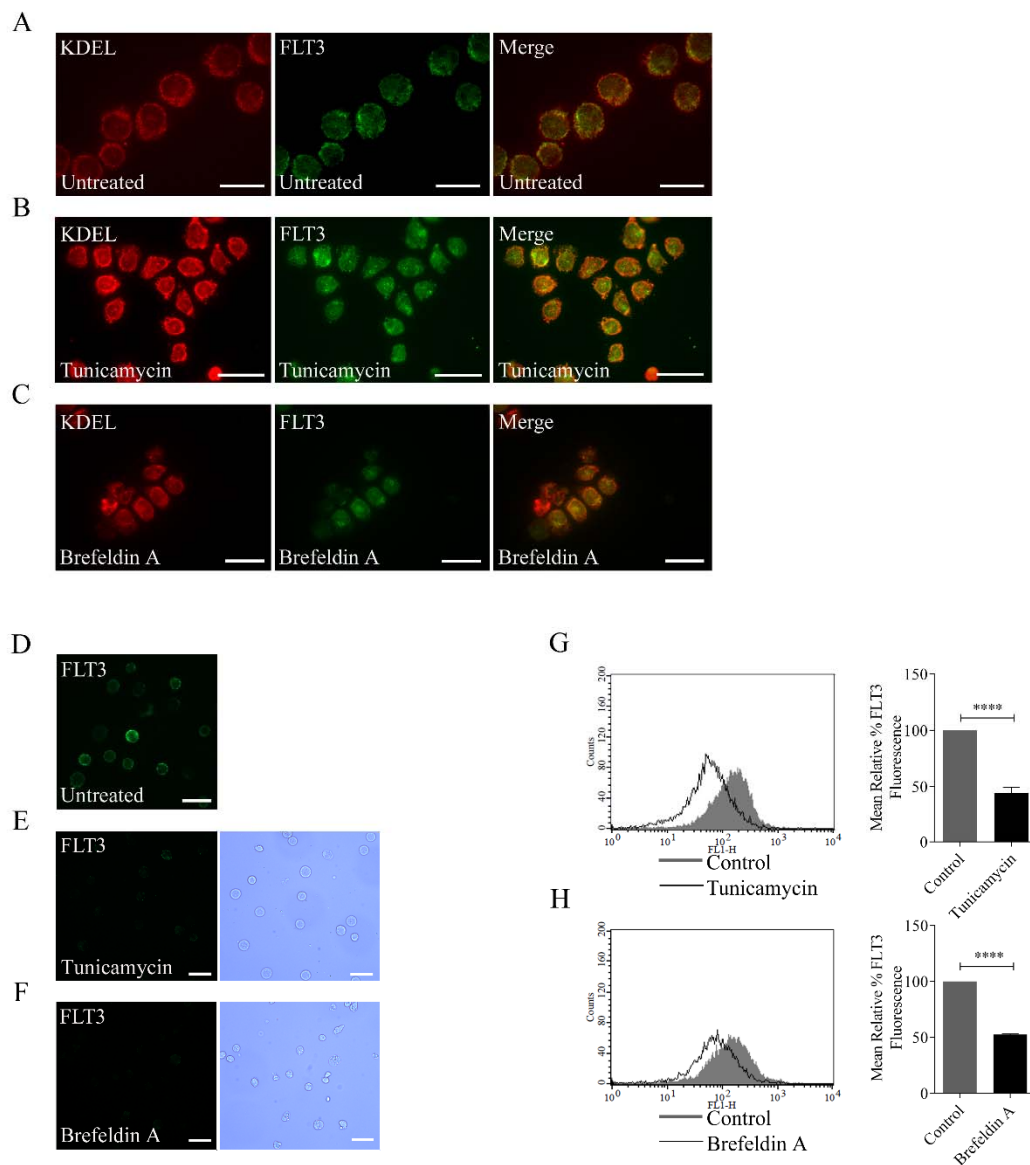 A
KDEL FLT3 Merge
Untreated Untreated Untreated
B
KDEL FLT3 Merge
Tunicamycin Tunicamycin Tunicamycin
C
KDEL FLT3 Merge
Brefeldin A Brefeldin A Brefeldin A
D
FLT3
Untreated
E
FLT3
Tunicamycin
F
FLT3
Brefeldin A
G
Counts
200
160
120
80
40
0
10^0 10^1 10^2 10^3 10^4
FL1-H
Control
Tunicamycin
Mean Relative % FLT3
Fluorescence
150
100
50
0
****
Control
Tunicamycin
H
Counts
200
160
120
80
40
0
10^0 10^1 10^2 10^3 10^4
FL1-H
Control
Brefeldin A
Mean Relative % FLT3
Fluorescence
150
100
50
0
****
Control
Brefeldin A